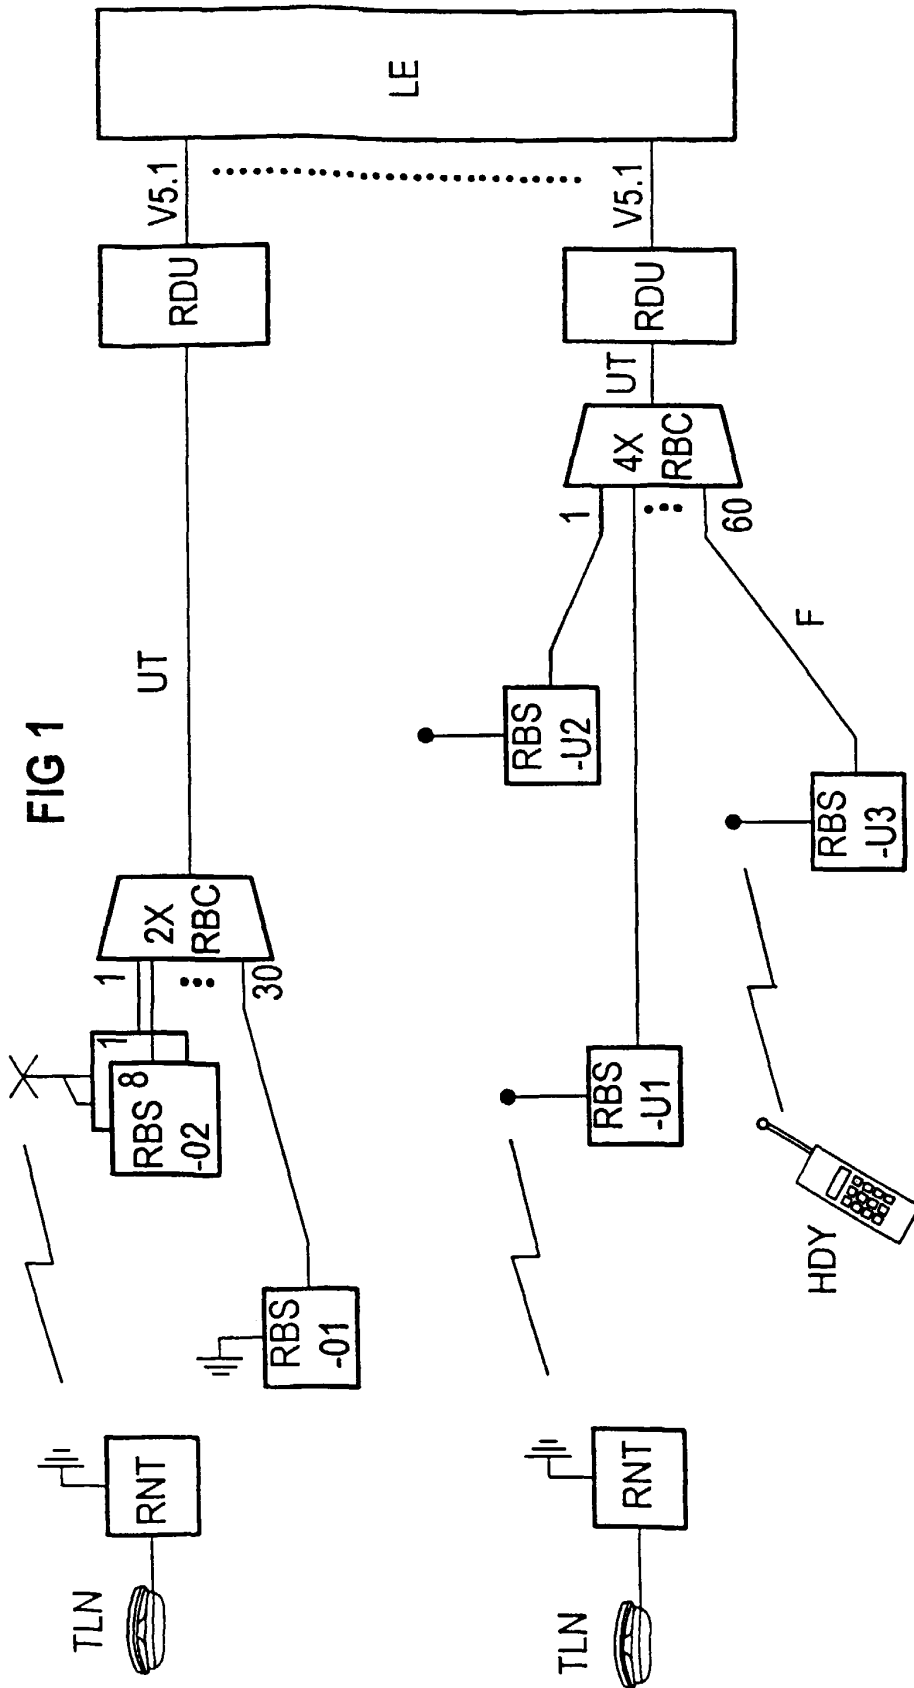 FIG 1
TLN
RNT
RBS
-01
RBS
-02
1
8
1
30
2X
RBC
UT
RDU
V5.1
LE
TLN
RNT
HDY
RBS
-U1
RBS
-U2
RBS
-U3
F
1
60
4X
RBC
UT
RDU
V5.1